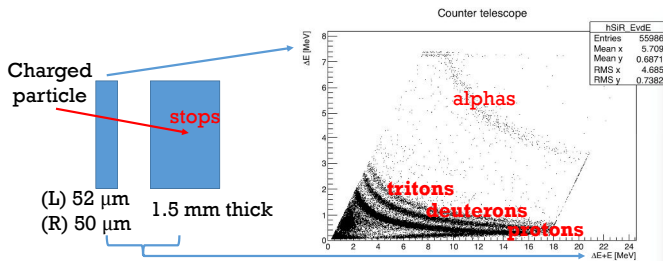 Counter telescope
hSiR_EvdE
Entries 55986
Mean x 5.709
Mean y 0.6871
RMS x 4.685
RMS y 0.7382
ΔE [MeV]
8
7
6
5
4
3
2
1
0
0 2 4 6 8 10 12 14 16 18 20 22 24
ΔE+E [MeV]
alphas
tritons
deuterons
protons
Charged
particle
stops
(L) 52 μm
(R) 50 μm
1.5 mm thick